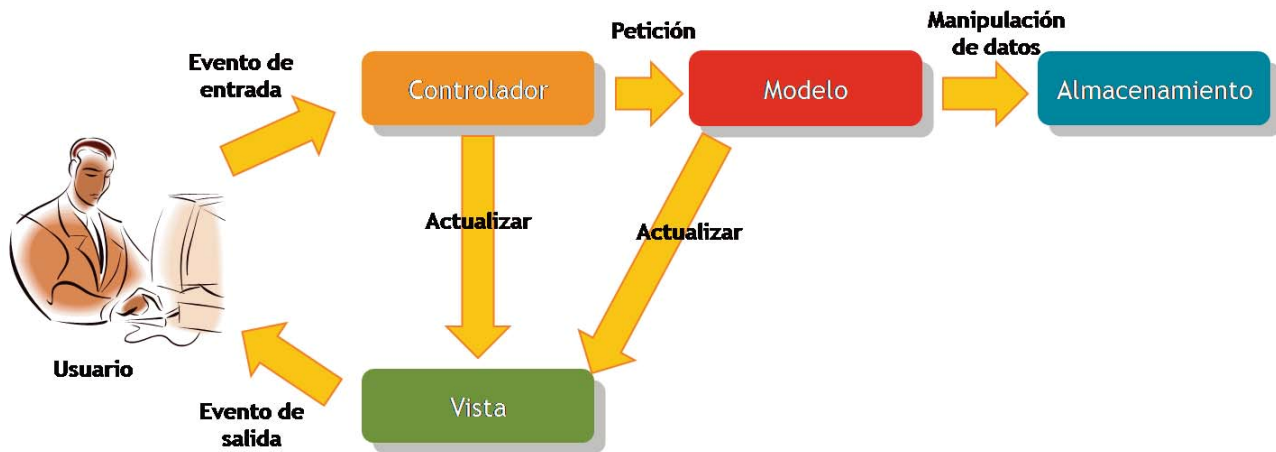 Petición
Manipulación
de datos
Evento de
entrada
Controlador
Modelo
Almacenamiento
Actualizar
Actualizar
Usuario
Vista
Evento de
salida